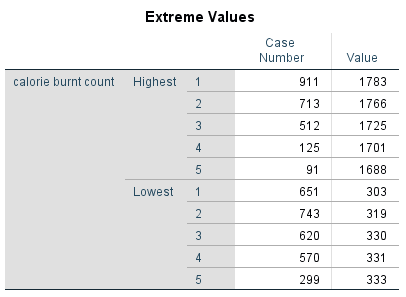 Extreme Values
Case Number Value
calorie burnt count Highest 1 911 1783
2 713 1766
3 512 1725
4 125 1701
5 91 1688
Lowest 1 651 303
2 743 319
3 620 330
4 570 331
5 299 333